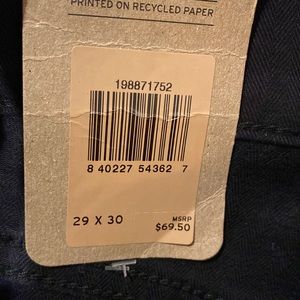 PRINTED ON RECYCLED PAPER
198871752
8 40227 54362 7
29 X 30
MSRP
$69.50